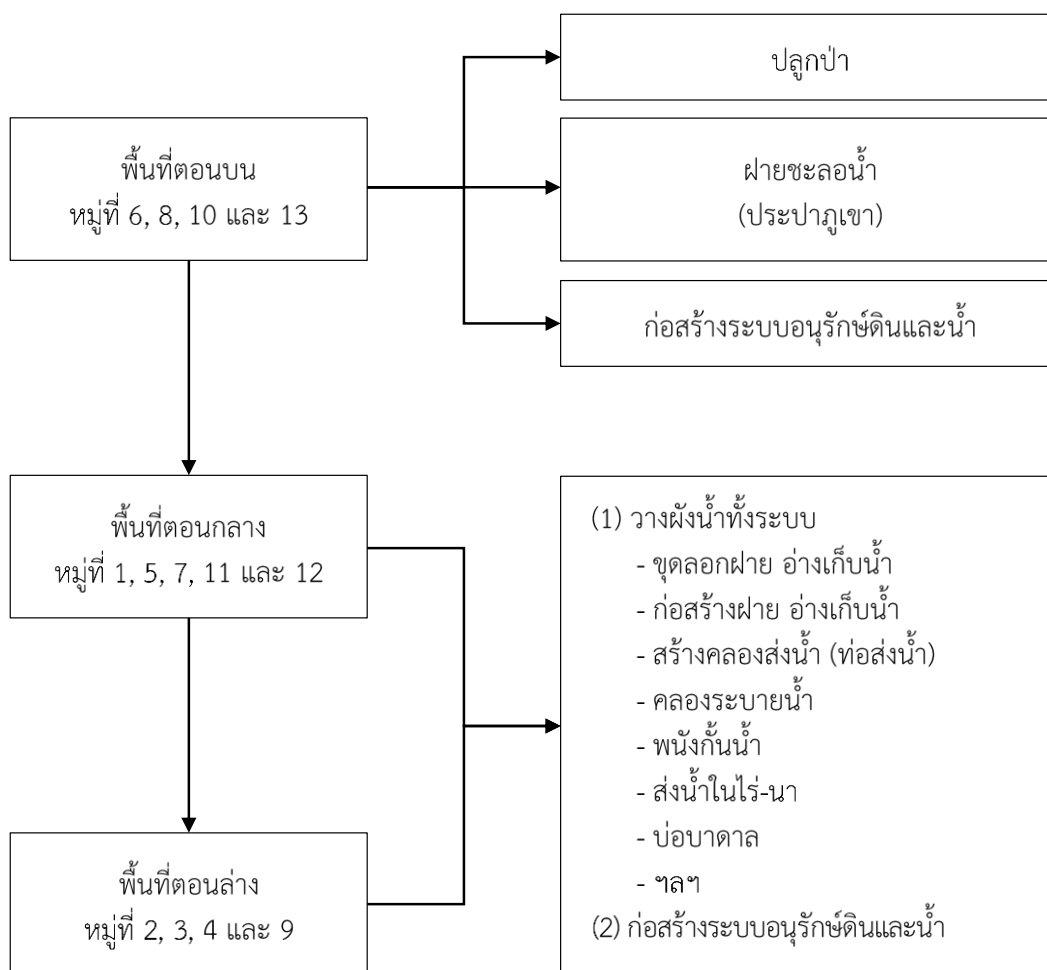 ปลูกป่า
พื้นที่ตอนบน
หมู่ที่ 6, 8, 10 และ 13
ฝายชะลอน้ำ
(ประปาภูเขา)
ก่อสร้างระบบอนุรักษ์ดินและน้ำ
พื้นที่ตอนกลาง
หมู่ที่ 1, 5, 7, 11 และ 12
พื้นที่ตอนล่าง
หมู่ที่ 2, 3, 4 และ 9
(1) วางผังน้ำทั้งระบบ
- ขุดลอกฝาย อ่างเก็บน้ำ
- ก่อสร้างฝาย อ่างเก็บน้ำ
- สร้างคลองส่งน้ำ (ท่อส่งน้ำ)
- คลองระบายน้ำ
- พนังกั้นน้ำ
- ส่งน้ำในไร่-นา
- บ่อบาดาล
- ฯลฯ
(2) ก่อสร้างระบบอนุรักษ์ดินและน้ำ